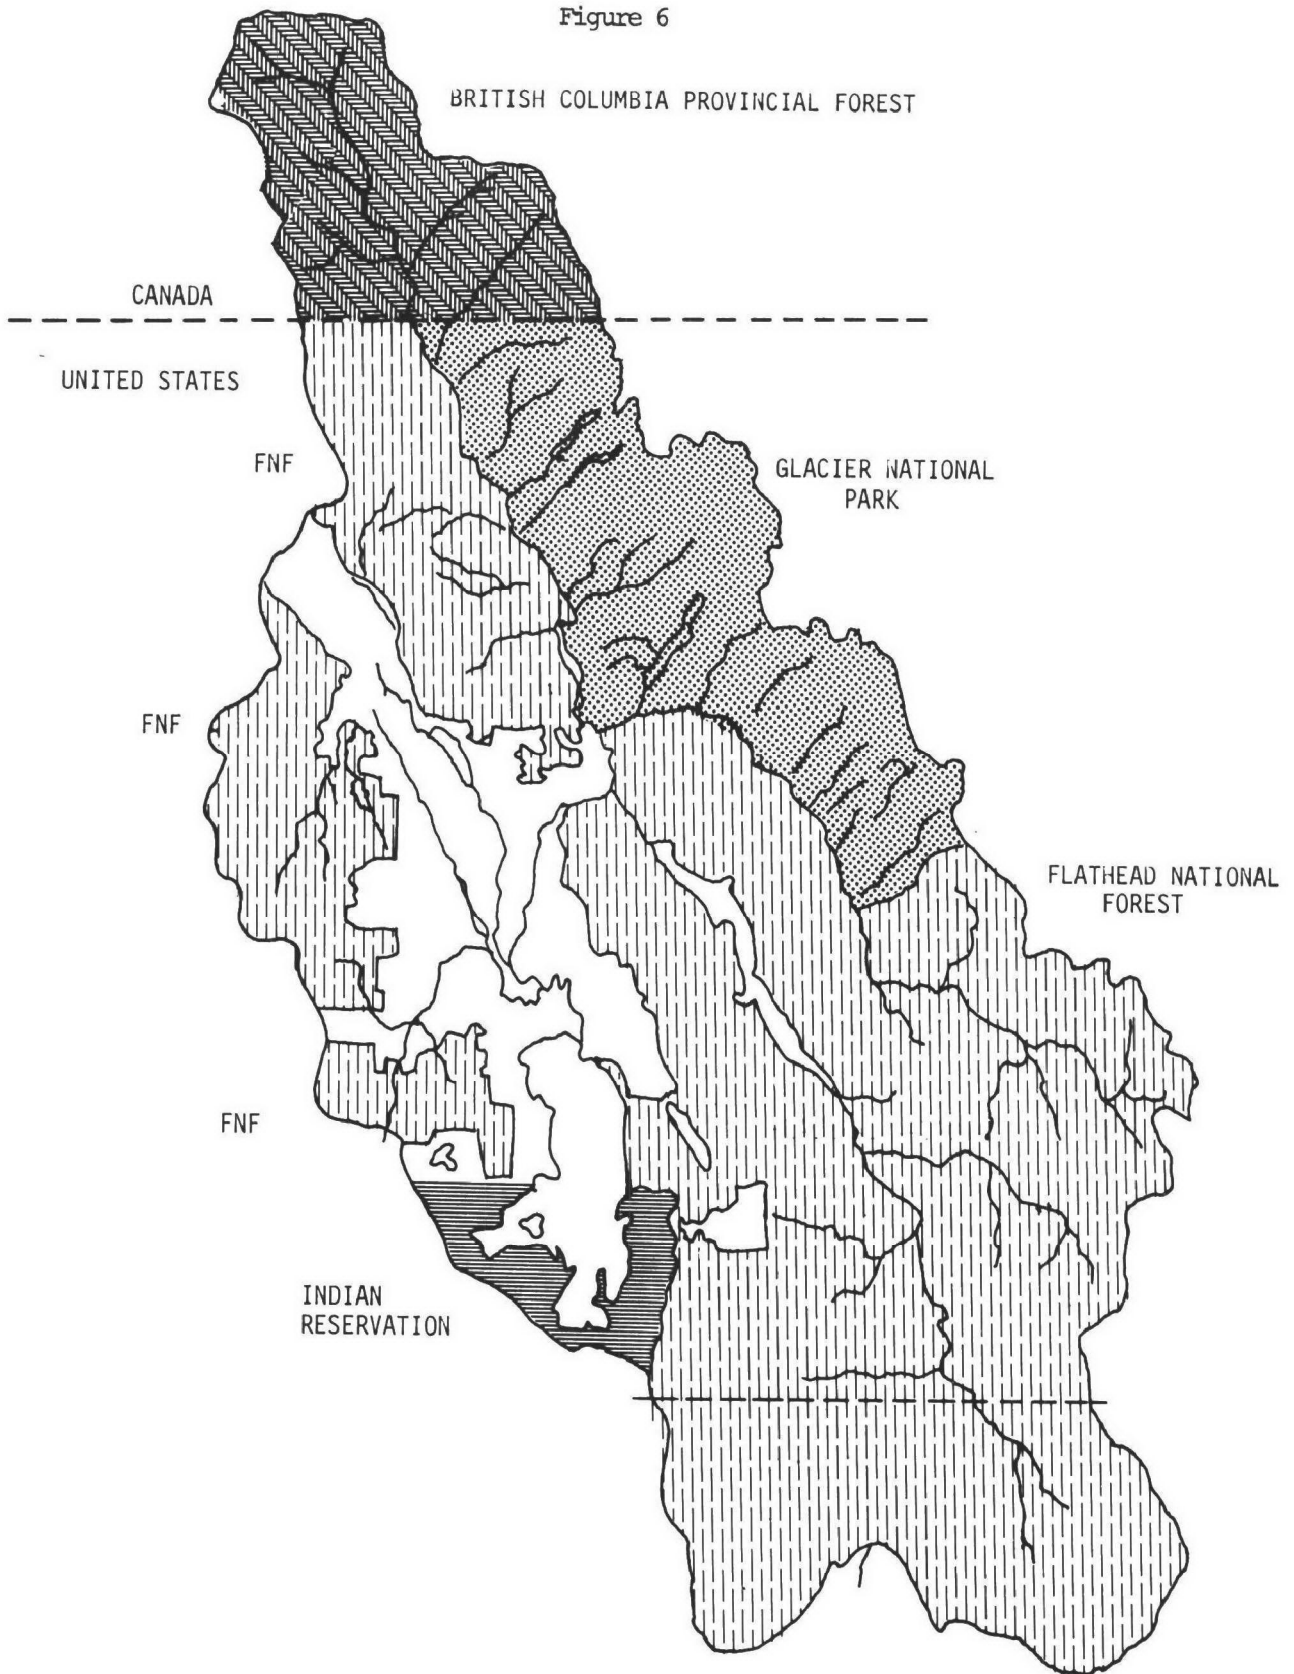 Figure 6
BRITISH COLUMBIA PROVINCIAL FOREST
CANADA
UNITED STATES
FNF
GLACIER NATIONAL
PARK
FNF
FLATHEAD NATIONAL
FOREST
FNF
INDIAN
RESERVATION